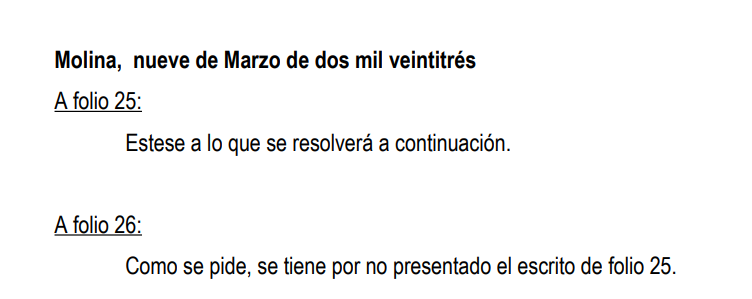 Molina, nueve de Marzo de dos mil veintitrés
A folio 25:
Estese a lo que se resolverá a continuación.
A folio 26:
Como se pide, se tiene por no presentado el escrito de folio 25.